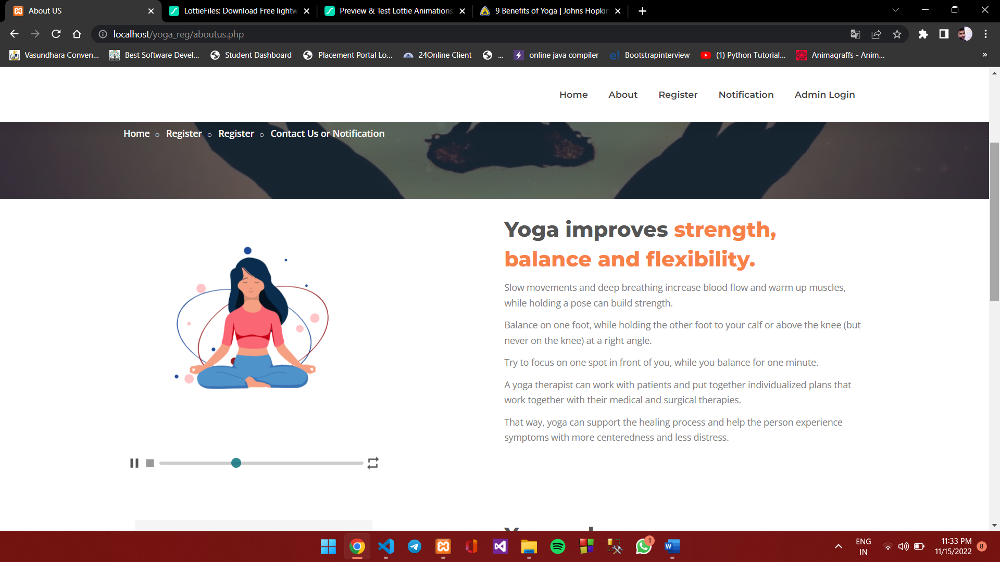 About US
LottieFiles: Download Free lightw
Preview & Test Lottie Animations
9 Benefits of Yoga | Johns Hopkin
localhost/yoga_reg/aboutus.php
Vasundhara Conven...
Best Software Devel...
Student Dashboard
Placement Portal Lo...
24Online Client
...
online java compiler
Bootstrapinterview
(1) Python Tutorial...
Animagraffs - Anim...
»
Home
About
Register
Notification
Admin Login
Home ○ Register ○ Register ○ Contact Us or Notification
Yoga improves strength,
balance and flexibility.
Slow movements and deep breathing increase blood flow and warm up muscles,
while holding a pose can build strength.
Balance on one foot, while holding the other foot to your calf or above the knee (but
never on the knee) at a right angle.
Try to focus on one spot in front of you, while you balance for one minute.
A yoga therapist can work with patients and put together individualized plans that
work together with their medical and surgical therapies.
That way, yoga can support the healing process and help the person experience
symptoms with more centeredness and less distress.
1
ENG
IN
11:33 PM
11/15/2022
8